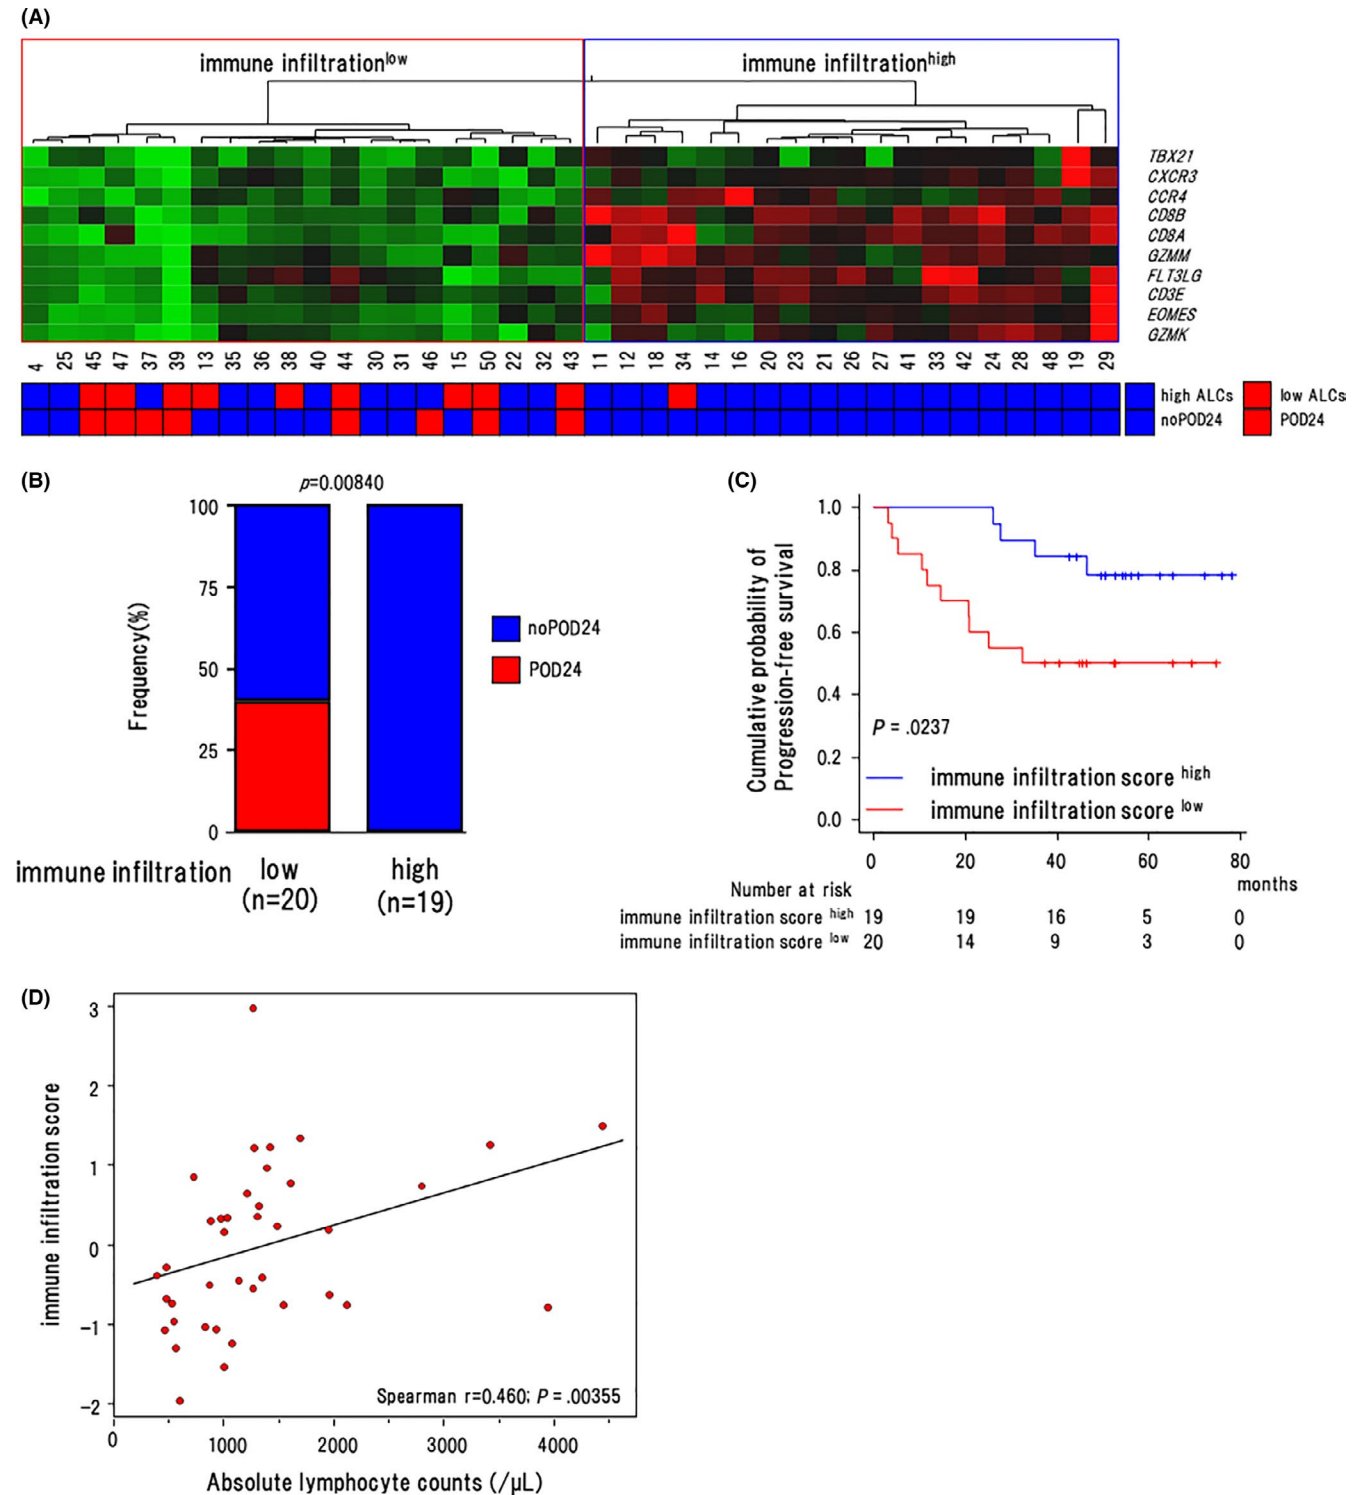 (A)
immune infiltrationlow
immune infiltrationhigh
TBX21
CXCR3
CCR4
CD8B
CD8A
GZMM
FLT3LG
CD3E
EOMES
GZMK
4 25 45 47 37 39 13 35 36 38 40 44 30 31 46 15 50 22 32 43 11 12 18 34 14 16 20 23 21 26 27 41 33 42 24 28 48 19 29
high ALCs low ALCs
noPOD24 POD24
(B)
p=0.00840
100
75
50
25
0
Frequency(%)
noPOD24
POD24
immune infiltration low high
(n=20) (n=19)
(C)
1.0
0.8
0.6
0.4
0.2
0.0
Cumulative probability of
Progression-free survival
P = .0237
immune infiltration score high
immune infiltration score low
0 20 40 60 80
months
Number at risk
immune infiltration score high 19 19 16 5 0
immune infiltration score low 20 14 9 3 0
(D)
3
2
1
0
-1
-2
immune infiltration score
Spearman r=0.460; P = .00355
0 1000 2000 3000 4000
Absolute lymphocyte counts (/μL)